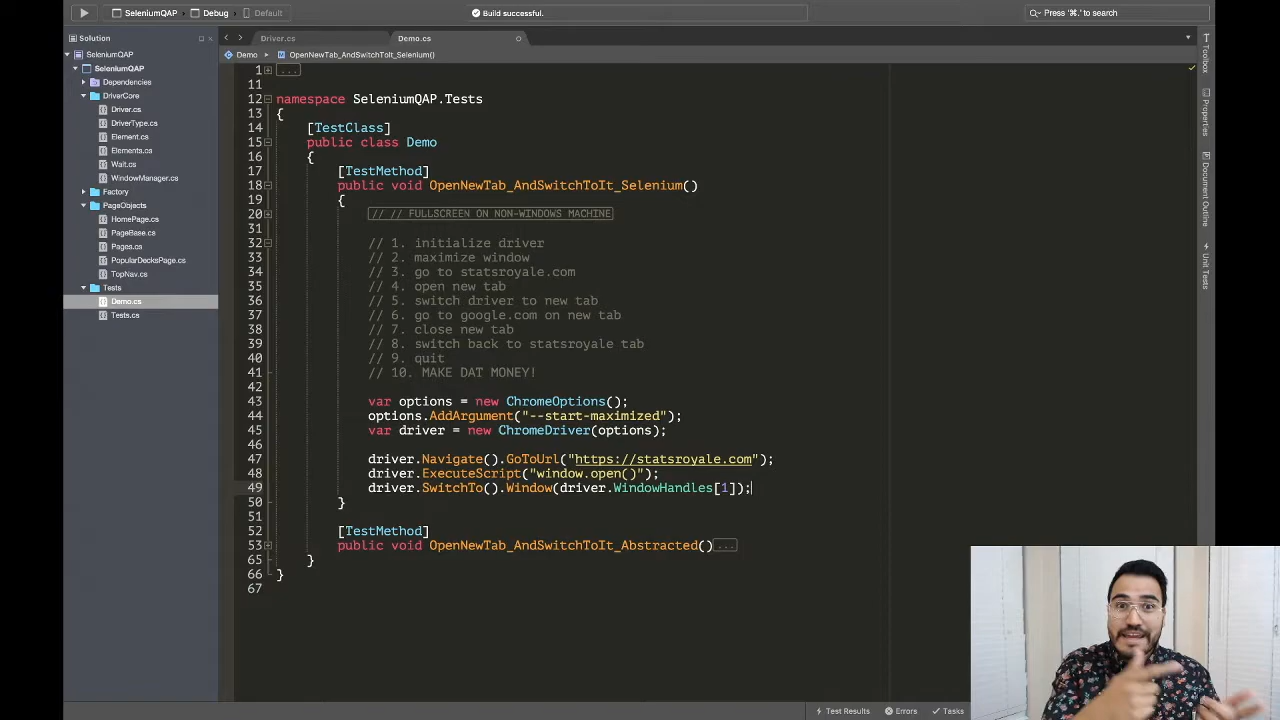 SeleniumQAP > Debug > Default
Build successful.
Press '⌘.' to search
Solution
Driver.cs
Demo.cs
Demo
OpenNewTab_AndSwitchToIt_Selenium()
SeleniumQAP
SeleniumQAP
Dependencies
DriverCore
Driver.cs
DriverType.cs
Element.cs
Elements.cs
Wait.cs
WindowManager.cs
Factory
PageObjects
HomePage.cs
PageBase.cs
Pages.cs
PopularDecksPage.cs
TopNav.cs
Tests
Demo.cs
Tests.cs
1 ...
11
12 namespace SeleniumQAP.Tests
13 {
14 [TestClass]
15 public class Demo
16 {
17 [TestMethod]
18 public void OpenNewTab_AndSwitchToIt_Selenium()
19 {
20 // // FULLSCREEN ON NON-WINDOWS MACHINE
31
32 // 1. initialize driver
33 // 2. maximize window
34 // 3. go to statsroyale.com
35 // 4. open new tab
36 // 5. switch driver to new tab
37 // 6. go to google.com on new tab
38 // 7. close new tab
39 // 8. switch back to statsroyale tab
40 // 9. quit
41 // 10. MAKE DAT MONEY!
42
43 var options = new ChromeOptions();
44 options.AddArgument("--start-maximized");
45 var driver = new ChromeDriver(options);
46
47 driver.Navigate().GoToUrl("https://statsroyale.com");
48 driver.ExecuteScript("window.open()");
49 driver.SwitchTo().Window(driver.WindowHandles[1]);
50 }
51
52 [TestMethod]
53 public void OpenNewTab_AndSwitchToIt_Abstracted()...
65 }
66 }
67
Toolbox
Properties
Document Outline
Unit Tests
Test Results
Errors
Tasks